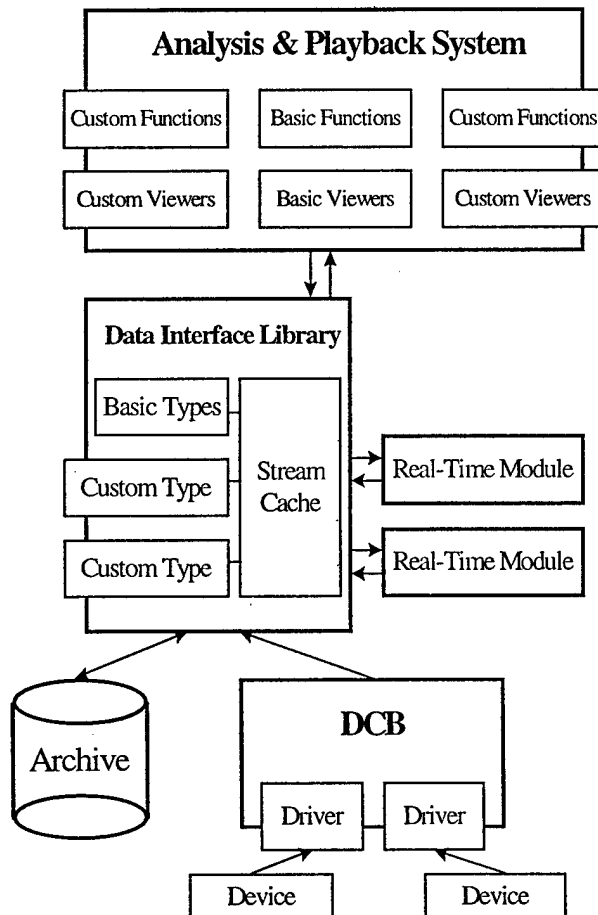 Analysis & Playback System
Custom Functions
Basic Functions
Custom Functions
Custom Viewers
Basic Viewers
Custom Viewers
Data Interface Library
Basic Types
Custom Type
Custom Type
Stream
Cache
Real-Time Module
Real-Time Module
Archive
DCB
Driver
Driver
Device
Device